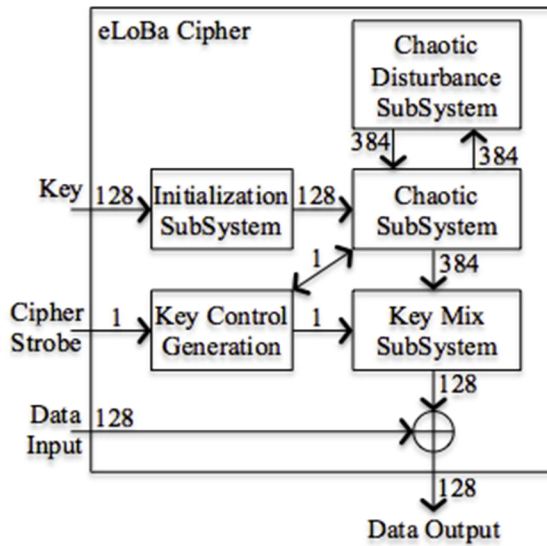 eLoBa Cipher
Chaotic
Disturbance
SubSystem
384
384
Key
128
Initialization
SubSystem
128
Chaotic
SubSystem
1
384
Cipher
Strobe
1
Key Control
Generation
1
Key Mix
SubSystem
128
Data
Input
128
128
Data Output